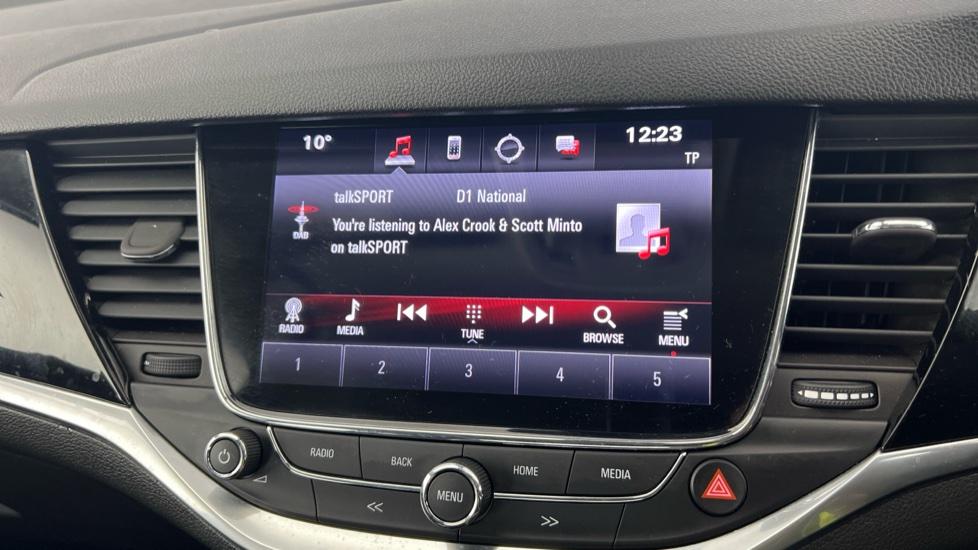 10°
12:23
TP
talkSPORT D1 National
DAB
You're listening to Alex Crook & Scott Minto
on talkSPORT
RADIO MEDIA TUNE BROWSE MENU
1 2 3 4 5
RADIO BACK HOME MEDIA
MENU